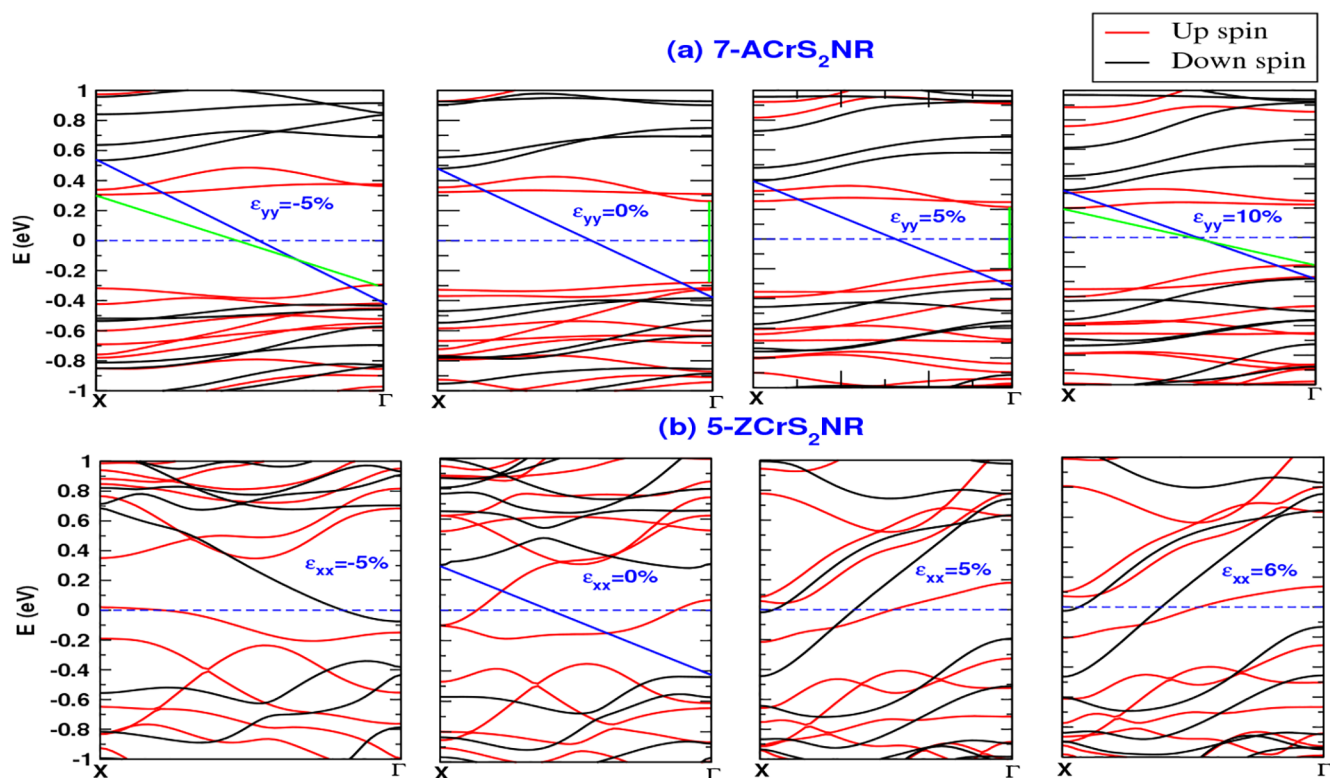 (a) 7-ACrS₂NR
Up spin
Down spin
E (eV)
1
0.8
0.6
0.4
0.2
0
-0.2
-0.4
-0.6
-0.8
-1
εyy=-5%
εyy=0%
εyy=5%
εyy=10%
X Γ X Γ X Γ X Γ
(b) 5-ZCrS₂NR
E (eV)
1
0.8
0.6
0.4
0.2
0
-0.2
-0.4
-0.6
-0.8
-1
εxx=-5%
εxx=0%
εxx=5%
εxx=6%
X Γ X Γ X Γ X Γ